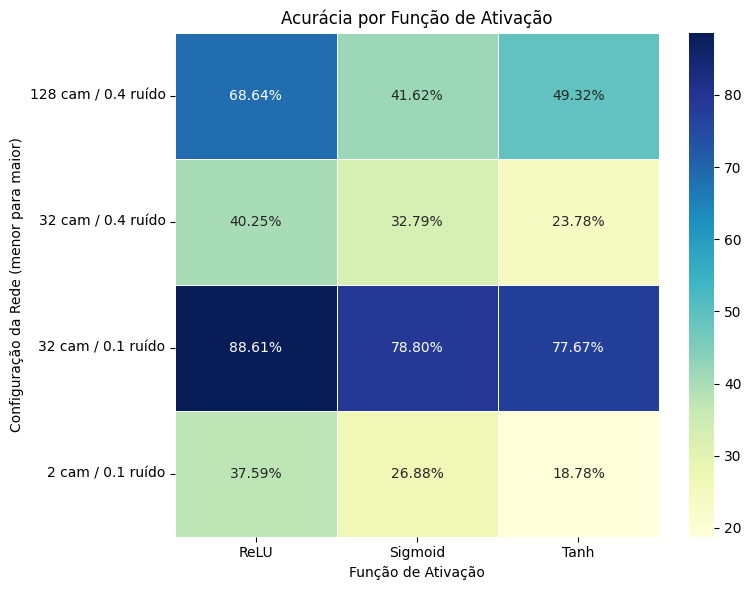 Acurácia por Função de Ativação
Configuração da Rede (menor para maior)
128 cam / 0.4 ruído
68.64%
41.62%
49.32%
32 cam / 0.4 ruído
40.25%
32.79%
23.78%
32 cam / 0.1 ruído
88.61%
78.80%
77.67%
2 cam / 0.1 ruído
37.59%
26.88%
18.78%
ReLU
Sigmoid
Tanh
Função de Ativação
80
70
60
50
40
30
20